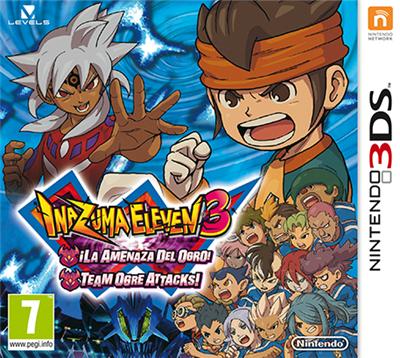 LEVEL5
NINTENDO
NETWORK
NINTENDO 3DS
INAZUMA ELEVEN 3
¡LA AMENAZA DEL OGRO!
TEAM OGRE ATTACKS!
7
www.pegi.info
Nintendo